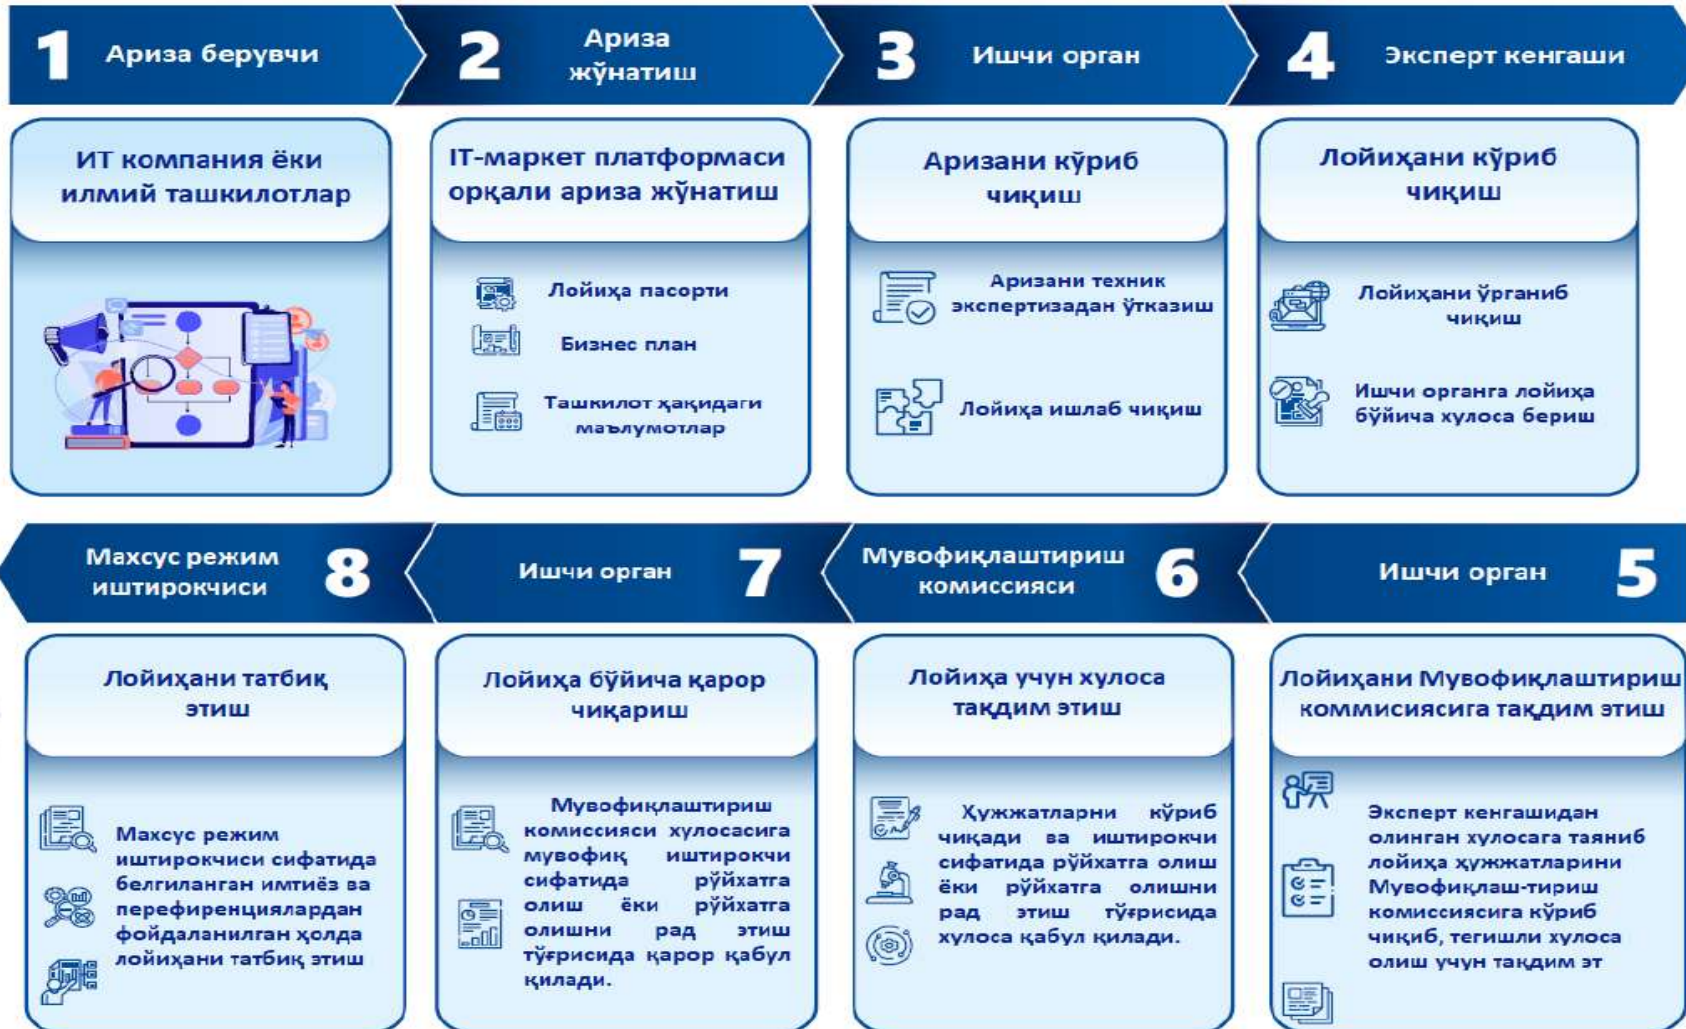 1 Ариза берувчи
2 Ариза
жўнатиш
3 Ишчи орган
4 Эксперт кенгаши
ИТ компания ёки
илмий ташкилотлар
IT-маркет платформаси
орқали ариза жўнатиш
Лойиҳа пасорти
Бизнес план
Ташкилот ҳақидаги
маълумотлар
Аризани кўриб
чиқиш
Аризани техник
экспертизадан ўтказиш
Лойиҳа ишлаб чиқиш
Лойиҳани кўриб
чиқиш
Лойиҳани ўрганиб
чиқиш
Ишчи органга лойиҳа
бўйича хулоса бериш
Ишчи орган 5
Лойиҳани Мувофиқлаштириш
коммисиясига тақдим этиш
Эксперт кенгашидан
олинган хулосага таяниб
лойиҳа ҳужжатларини
Мувофиқлаш-тириш
комиссиясига кўриб
чиқиб, тегишли хулоса
олиш учун тақдим эт
Мувофиқлаштириш
комиссияси 6
Лойиҳа учун хулоса
тақдим этиш
Ҳужжатларни кўриб
чиқади ва иштирокчи
сифатида рўйхатга олиш
ёки рўйхатга олишни
рад этиш тўғрисида
хулоса қабул қилади.
Ишчи орган 7
Лойиҳа бўйича қарор
чиқариш
Мувофиқлаштириш
комиссияси хулосасига
мувофиқ иштирокчи
сифатида рўйхатга
олиш ёки рўйхатга
олишни рад этиш
тўғрисида қарор қабул
қилади.
Махсус режим
иштирокчиси 8
Лойиҳани татбиқ
этиш
Махсус режим
иштирокчиси сифатида
белгиланган имтиёз ва
перефиренциялардан
фойдаланилган ҳолда
лойиҳани татбиқ этиш